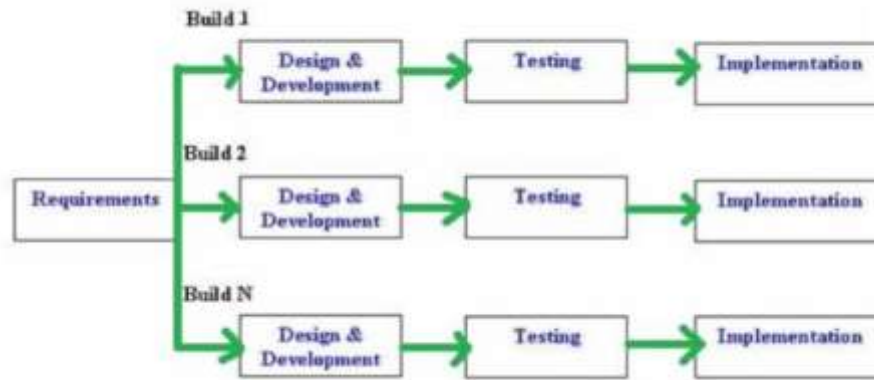 Build 1
Design &
Development
Testing
Implementation
Build 2
Requirements
Design &
Development
Testing
Implementation
Build N
Design &
Development
Testing
Implementation